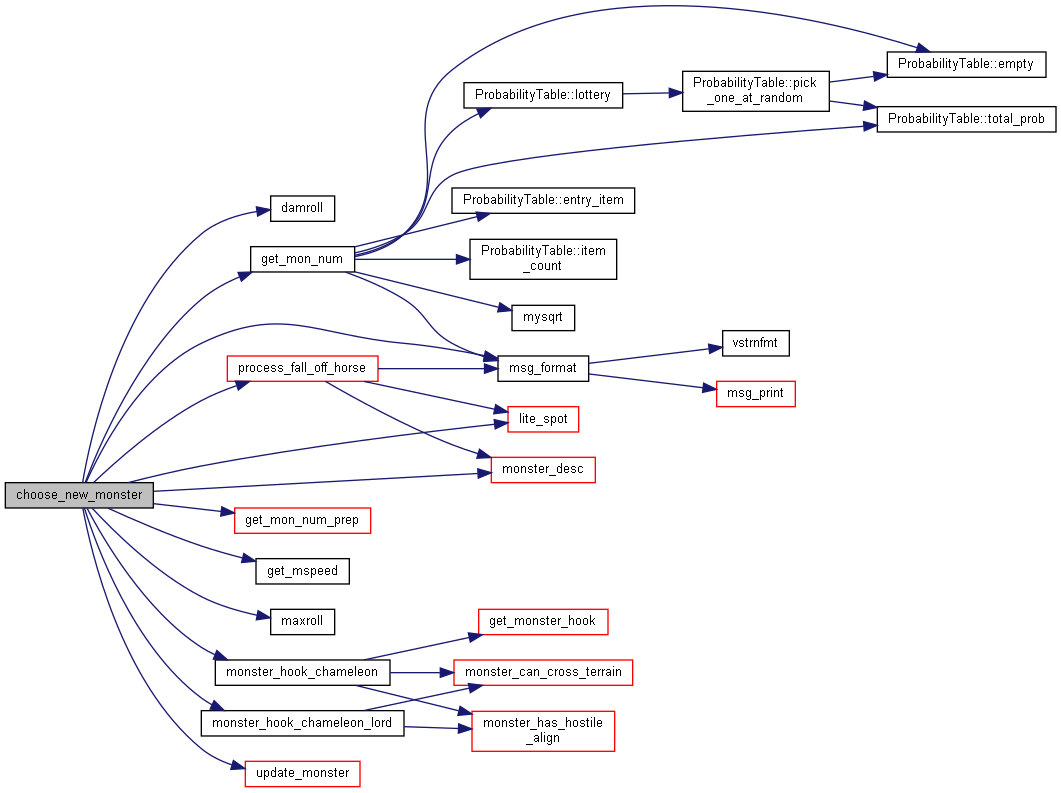 ProbabilityTable::empty
ProbabilityTable::pick
_one_at_random
ProbabilityTable::lottery
ProbabilityTable::total_prob
ProbabilityTable::entry_item
damroll
ProbabilityTable::item
_count
get_mon_num
mysqrt
vstrnfmt
process_fall_off_horse
msg_format
msg_print
lite_spot
monster_desc
choose_new_monster
get_mon_num_prep
get_mspeed
maxroll
get_monster_hook
monster_hook_chameleon
monster_can_cross_terrain
monster_hook_chameleon_lord
monster_has_hostile
_align
update_monster